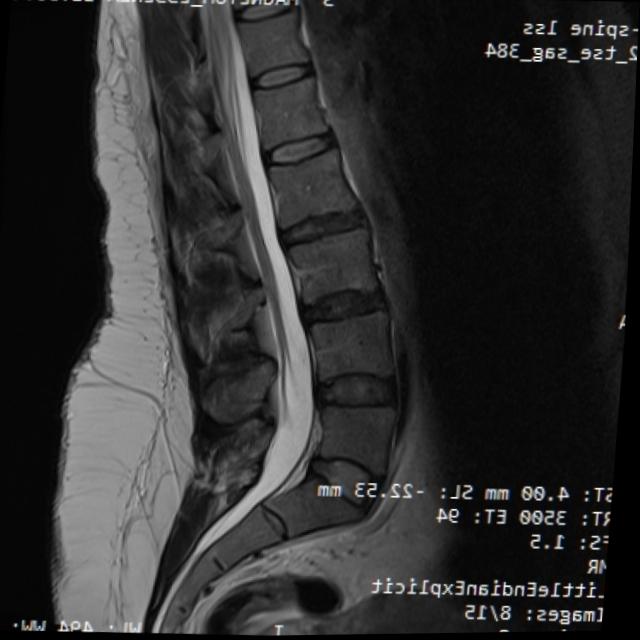 -spine lss
2_tse_sag_384
A
ST: 4.00 mm SL: -22.53 mm
RT: 3500 ET: 94
FS: 1.5
MR
LittleEndianExplicit
Images: 8/15